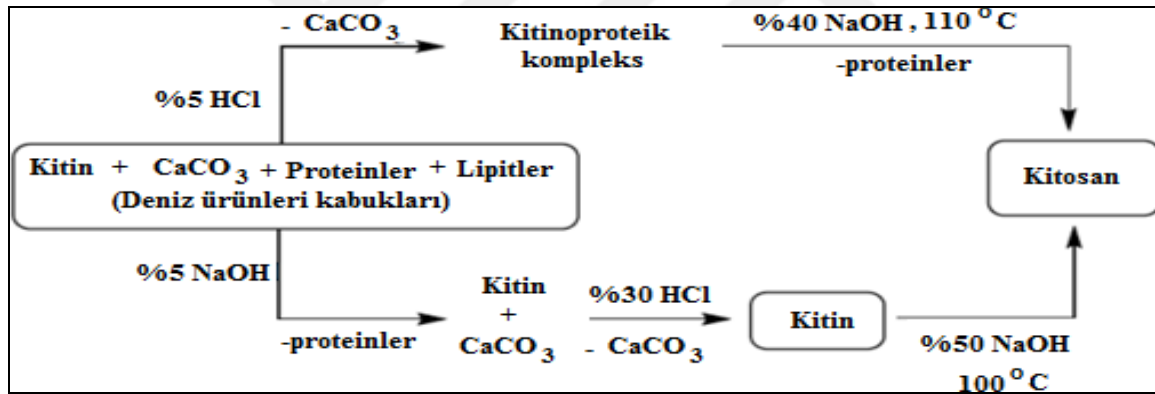 - CaCO3
Kitinoproteik
kompleks
%40 NaOH , 110 °C
-proteinler
%5 HCl
Kitin + CaCO3 + Proteinler + Lipitler
(Deniz ürünleri kabukları)
Kitosan
%5 NaOH
-proteinler
Kitin
+
CaCO3
%30 HCl
- CaCO3
Kitin
%50 NaOH
100 °C